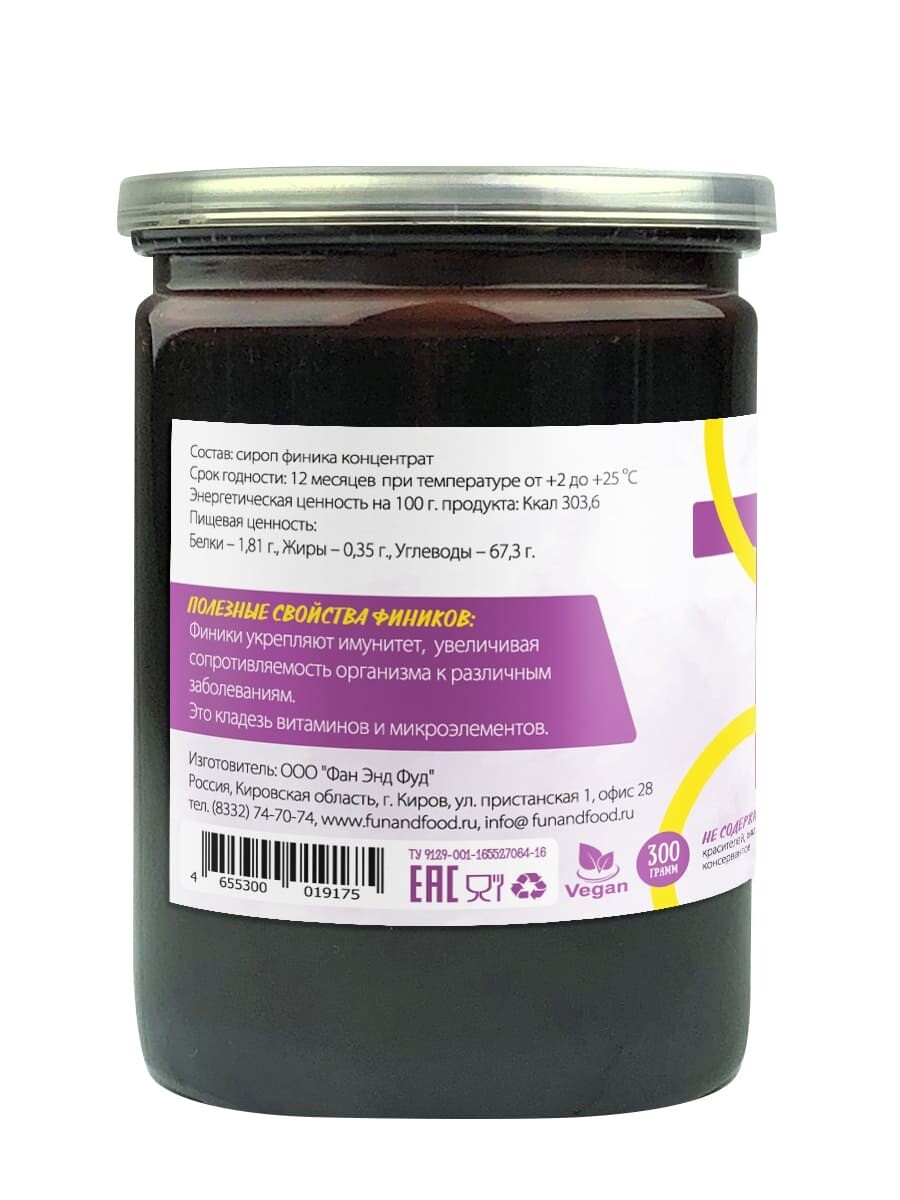 Состав: сироп финика концентрат
Срок годности: 12 месяцев при температуре от +2 до +25 °С
Энергетическая ценность на 100 г. продукта: Ккал 303,6
Пищевая ценность:
Белки – 1,81 г., Жиры – 0,35 г., Углеводы – 67,3 г.
ПОЛЕЗНЫЕ СВОЙСТВА ФИНИКОВ:
Финики укрепляют имунитет, увеличивая
сопротивляемость организма к различным
заболеваниям.
Это кладезь витаминов и микроэлементов.
Изготовитель: ООО "Фан Энд Фуд"
Россия, Кировская область, г. Киров, ул. пристанская 1, офис 28
тел. (8332) 74-70-74, www.funandfood.ru, info@ funandfood.ru
ТУ 9129-001-165527064-16
EAC
4 655300 019175
Vegan
300
ГРАММ
НЕ
красителей,
консервантов